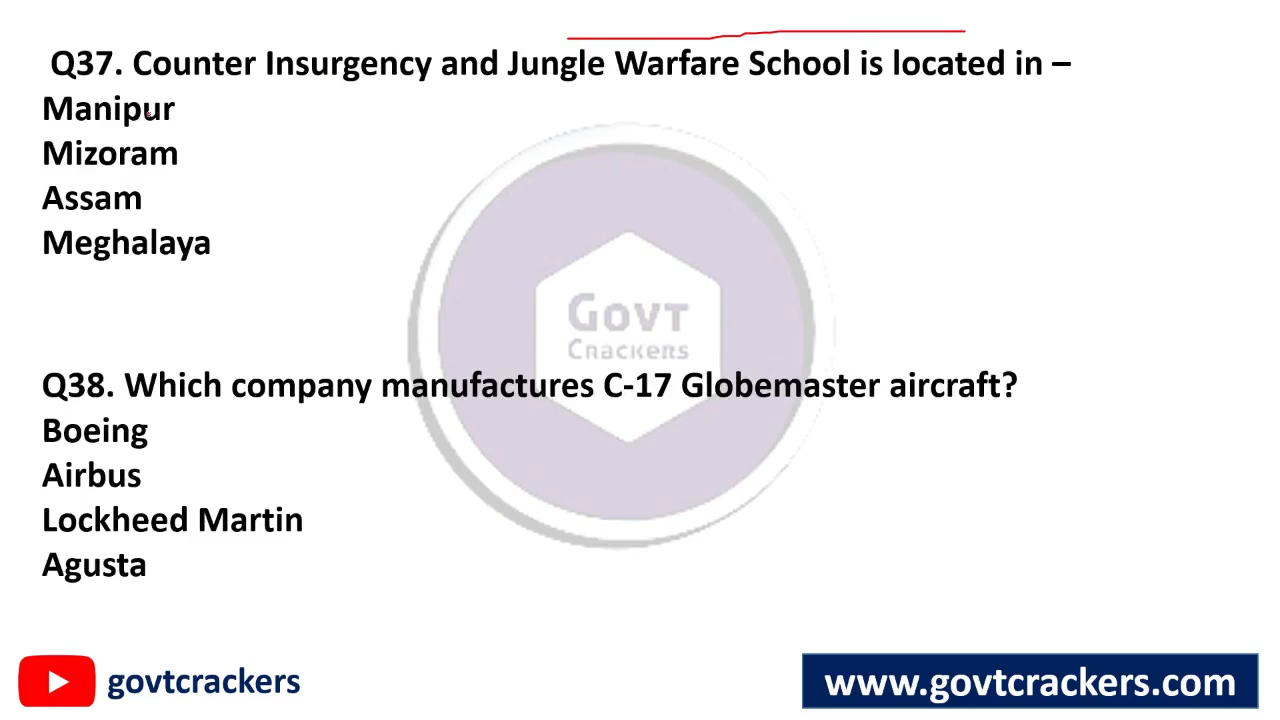 Q37. Counter Insurgency and Jungle Warfare School is located in –
Manipur
Mizoram
Assam
Meghalaya
GOVT
CRACKERS
Q38. Which company manufactures C-17 Globemaster aircraft?
Boeing
Airbus
Lockheed Martin
Agusta
govtcrackers
www.govtcrackers.com